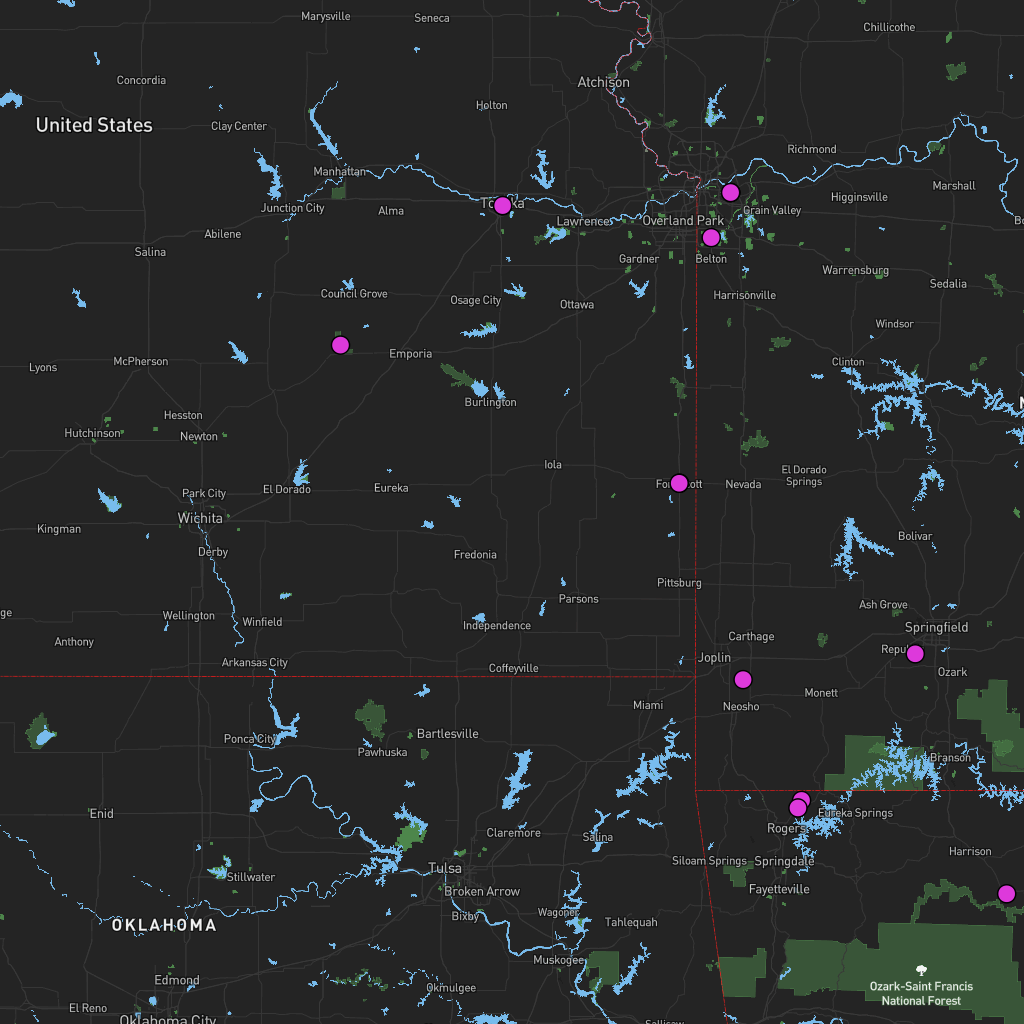 Marysville
Seneca
Chillicothe
Concordia
Atchison
Holton
United States
Clay Center
Richmond
Manhattan
Marshall
Higginsville
Junction City
Alma
Grain Valley
Lawrence
Overland Park
Abilene
Salina
Gardner
Belton
Warrensburg
Sedalia
Council Grove
Osage City
Ottawa
Harrisonville
Windsor
Emporia
McPherson
Lyons
Clinton
Burlington
Hesston
Hutchinson
Newton
Iola
El Dorado
Springs
Nevada
El Dorado
Eureka
Park City
Wichita
Kingman
Bolivar
Derby
Fredonia
Pittsburg
Parsons
Ash Grove
Wellington
Winfield
Independence
Springfield
Anthony
Carthage
Joplin
Arkansas City
Coffeyville
Ozark
Monett
Miami
Neosho
Ponca City
Bartlesville
Pawhuska
Branson
Enid
Eureka Springs
Rogers
Claremore
Salina
Harrison
Siloam Springs
Springdale
Tulsa
Stillwater
Broken Arrow
Fayetteville
Bixby
Wagoner
Tahlequah
OKLAHOMA
Muskogee
Edmond
Okmulgee
Ozark-Saint Francis
National Forest
El Reno
Oklahoma City
Sallisaw